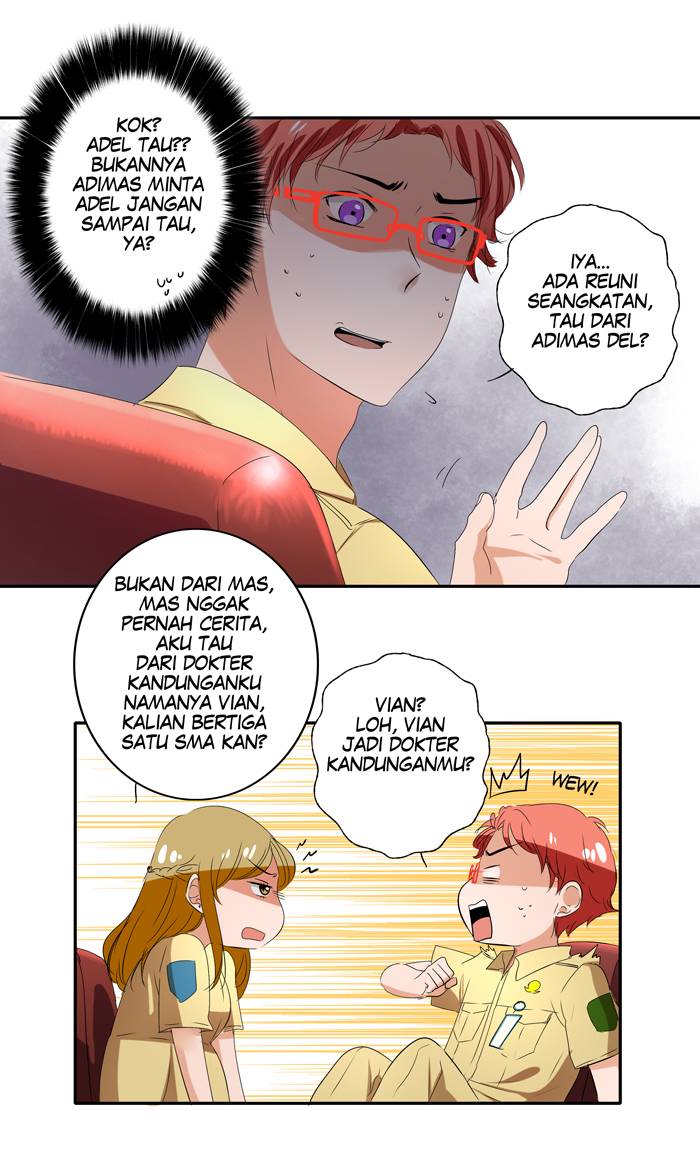 KOK?
ADEL TAU??
BUKANNYA
ADIMAS MINTA
ADEL JANGAN
SAMPAI TAU,
YA?
IYA...
ADA REUNI
SEANGKATAN,
TAU DARI
ADIMAS DEL?
BUKAN DARI MAS,
MAS NGGAK
PERNAH CERITA,
AKU TAU
DARI DOKTER
KANDUNGANKU
NAMANYA VIAN,
KALIAN BERTIGA
SATU SMA KAN?
VIAN?
LOH, VIAN
JADI DOKTER
KANDUNGANMU?
WEW!